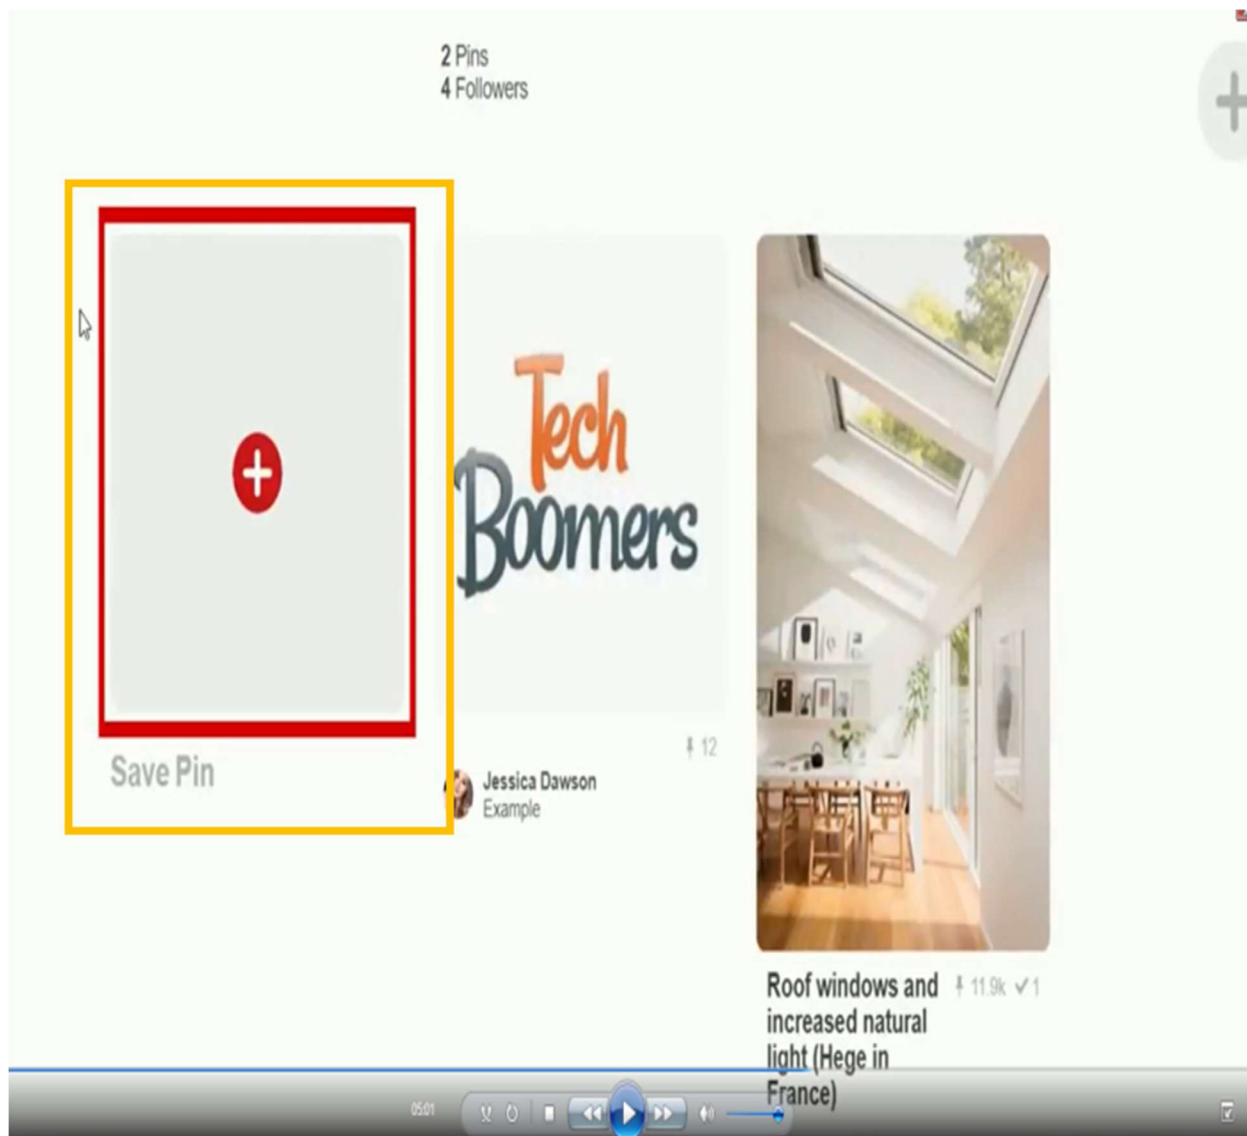 2 Pins
4 Followers
Tech
Boomers
Save Pin
12
Jessica Dawson
Example
Roof windows and
11.9k
1
increased natural
light (Hege in
France)
05:01